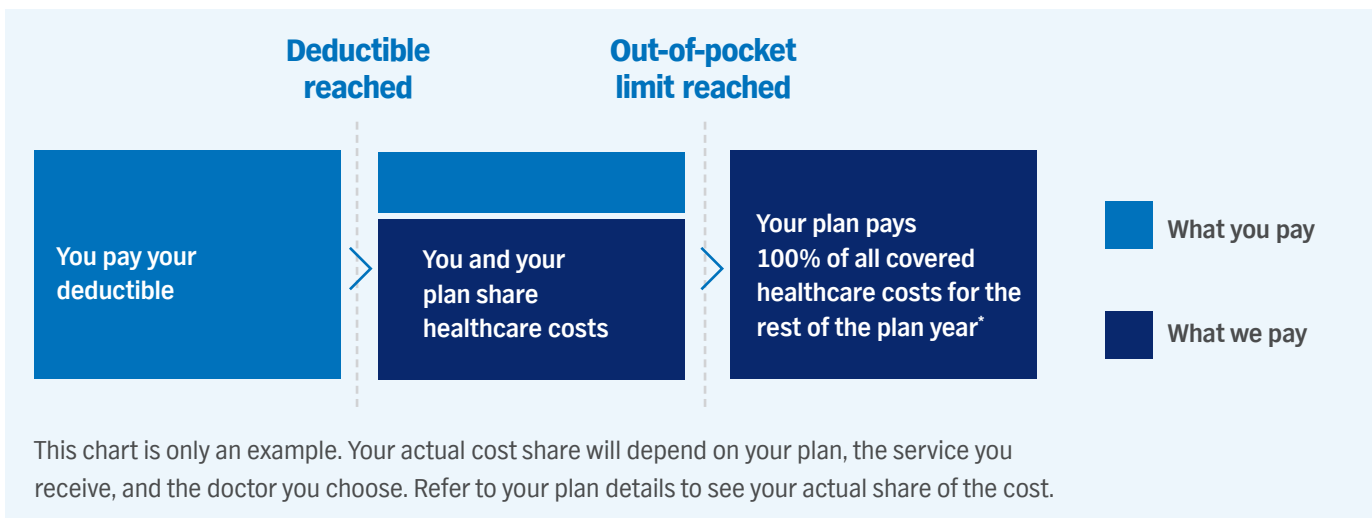 Deductible
reached
Out-of-pocket
limit reached
You pay your
deductible
You and your
plan share
healthcare costs
Your plan pays
100% of all covered
healthcare costs for the
rest of the plan year*
What you pay
What we pay
This chart is only an example. Your actual cost share will depend on your plan, the service you
receive, and the doctor you choose. Refer to your plan details to see your actual share of the cost.